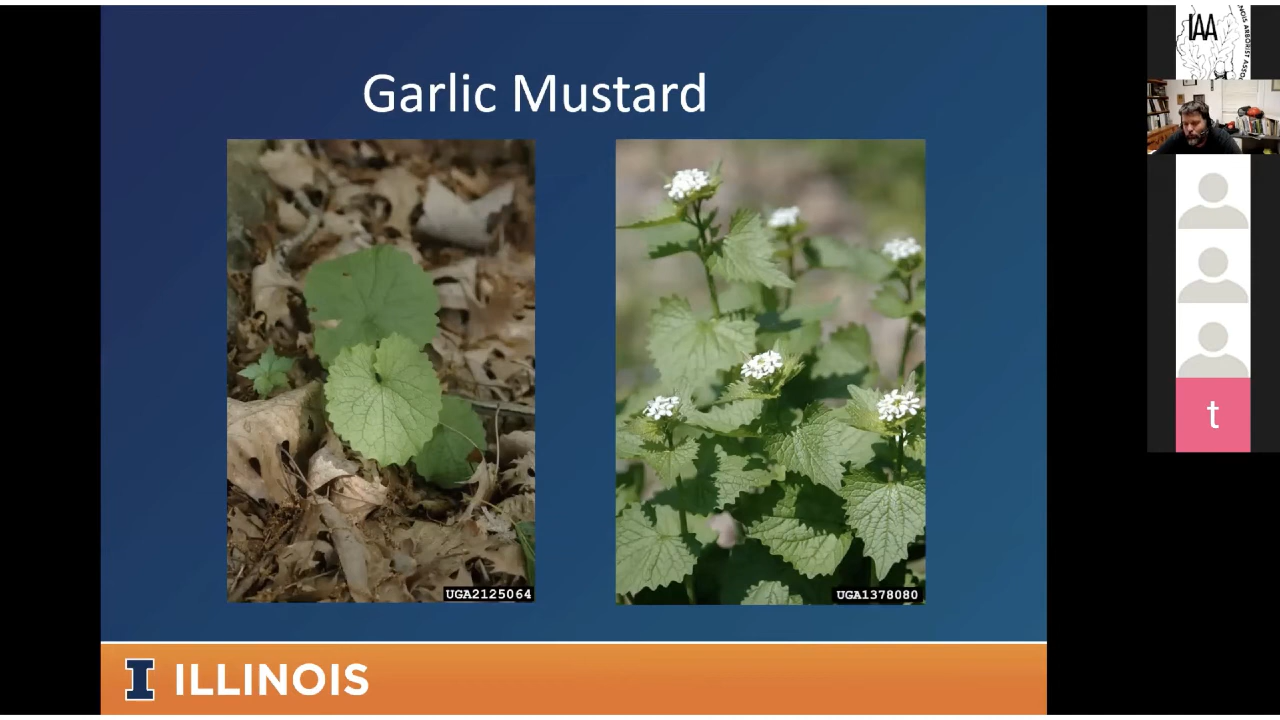 Garlic Mustard
UGA2125064
UGA1378080
I ILLINOIS
IAA
t